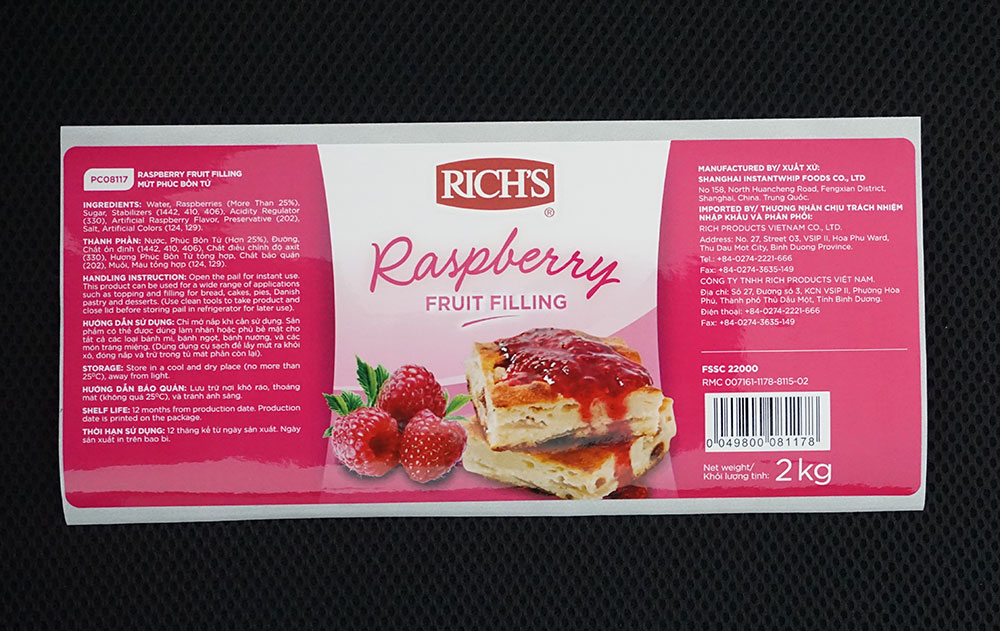 PC08117
RASPBERRY FRUIT FILLING
MỨT PHÚC BỒN TỬ
INGREDIENTS: Water, Raspberries (More Than 25%),
Sugar, Stabilizers (1442, 410, 406), Acidity Regulator
(330), Artificial Raspberry Flavor, Preservative (202),
Salt, Artificial Colors (124, 129).
THÀNH PHẦN: Nước, Phúc Bồn Tử (Hơn 25%), Đường,
Chất ổn định (1442, 410, 406), Chất điều chỉnh độ axit
(330), Hương Phúc Bồn Tử tổng hợp, Chất bảo quản
(202), Muối, Màu tổng hợp (124, 129).
HANDLING INSTRUCTION: Open the pail for instant use.
This product can be used for a wide range of applications
such as topping and filling for bread, cakes, pies, Danish
pastry and desserts. (Use clean tools to take product and
close lid before storing pail in refrigerator for later use).
HƯỚNG DẪN SỬ DỤNG: Chỉ mở nắp khi cần sử dụng. Sản
phẩm có thể được dùng làm nhân hoặc phủ bề mặt cho
tất cả các loại bánh mì, bánh ngọt, bánh nướng, và các
món tráng miệng. (Dùng dụng cụ sạch để lấy mứt ra khỏi
xô, đóng nắp và trữ trong tủ mát phần còn lại).
STORAGE: Store in a cool and dry place (no more than
25°C), away from light.
HƯỚNG DẪN BẢO QUẢN: Lưu trữ nơi khô ráo, thoáng
mát (không quá 25°C), và tránh ánh sáng.
SHELF LIFE: 12 months from production date. Production
date is printed on the package.
THỜI HẠN SỬ DỤNG: 12 tháng kể từ ngày sản xuất. Ngày
sản xuất in trên bao bì.
RICH'S
®
Raspberry
FRUIT FILLING
MANUFACTURED BY/ XUẤT XỨ:
SHANGHAI INSTANTWHIP FOODS CO., LTD
No 158, North Huancheng Road, Fengxian District,
Shanghai, China. Trung Quốc.
IMPORTED BY/ THƯƠNG NHÂN CHỊU TRÁCH NHIỆM
NHẬP KHẨU VÀ PHÂN PHỐI:
RICH PRODUCTS VIETNAM CO., LTD.
Address: No. 27, Street 03, VSIP II, Hoa Phu Ward,
Thu Dau Mot City, Binh Duong Province.
Tel.: +84-0274-2221-666
Fax: +84-0274-3635-149
CÔNG TY TNHH RICH PRODUCTS VIỆT NAM.
Địa chỉ: Số 27, Đường số 3, KCN VSIP II, Phường Hòa
Phú, Thành phố Thủ Dầu Một, Tỉnh Bình Dương.
Điện thoại: +84-0274-2221-666
Fax: +84-0274-3635-149
FSSC 22000
RMC 007161-1178-8115-02
0 049800 081178
Net weight/
Khối lượng tịnh: 2kg